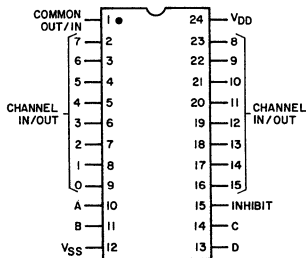 COMMON
OUT/IN 1 24 VDD
7 2 23 8
6 3 22 9
5 4 21 10
CHANNEL IN/OUT 4 5 20 11 CHANNEL IN/OUT
3 6 19 12
2 7 18 13
1 8 17 14
0 9 16 15
A 10 15 INHIBIT
B 11 14 C
VSS 12 13 D